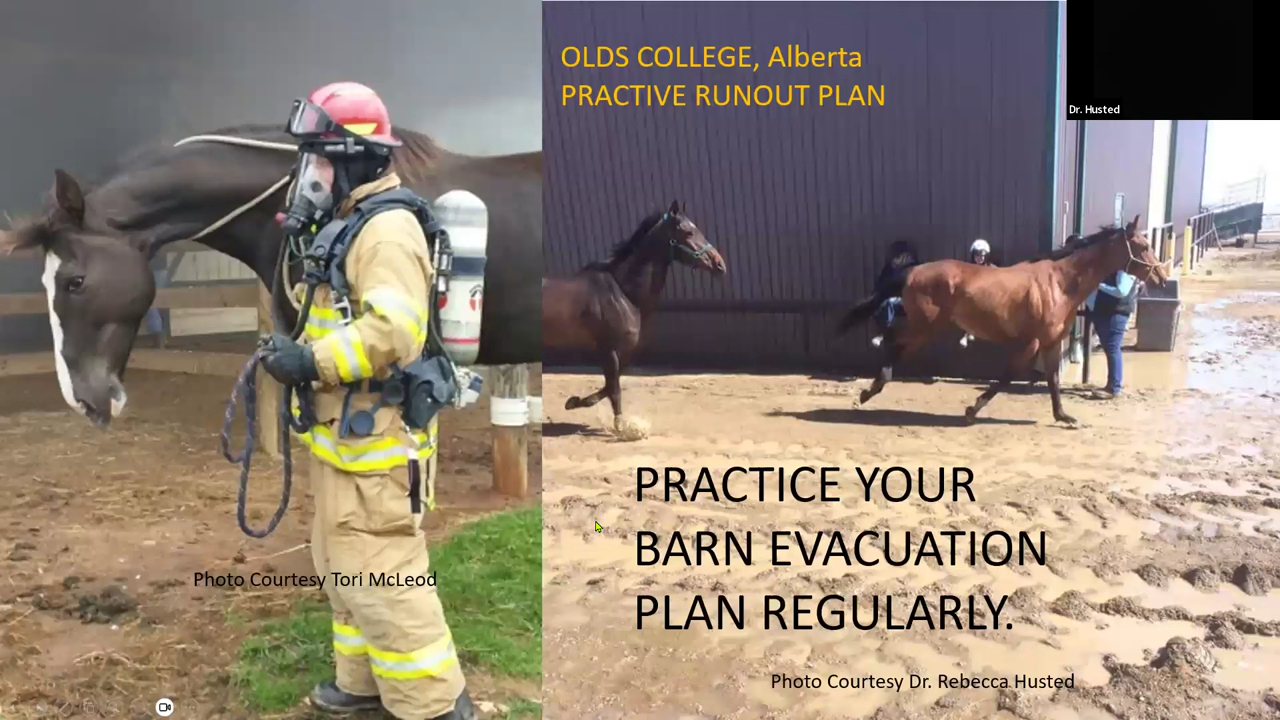 OLDS COLLEGE, Alberta
PRACTIVE RUNOUT PLAN
Dr. Husted
PRACTICE YOUR
BARN EVACUATION
PLAN REGULARLY.
Photo Courtesy Tori McLeod
Photo Courtesy Dr. Rebecca Husted